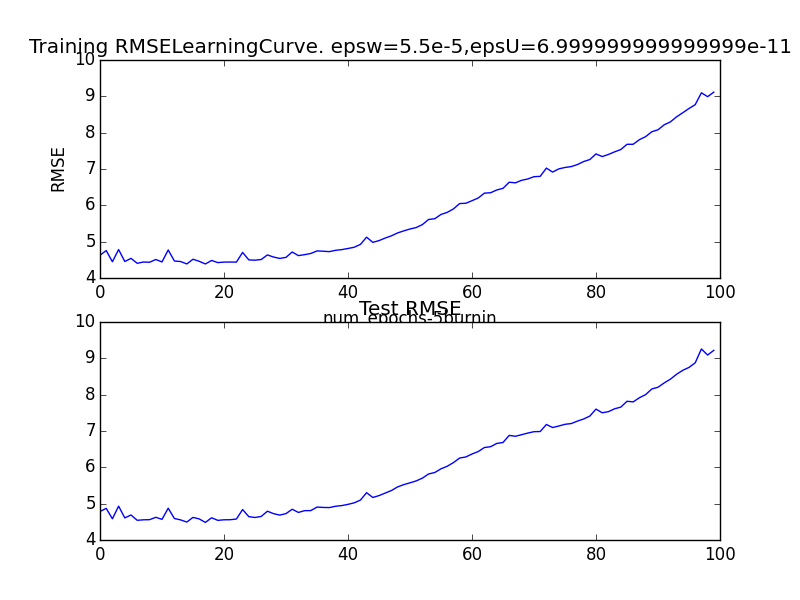 Training RMSELearningCurve. epsw=5.5e-5,epsU=6.999999999999999e-11
10
9
8
7
6
5
4
RMSE
0 20 40 60 80 100
num_epochs-5burnin
Test RMSE
10
9
8
7
6
5
4
0 20 40 60 80 100